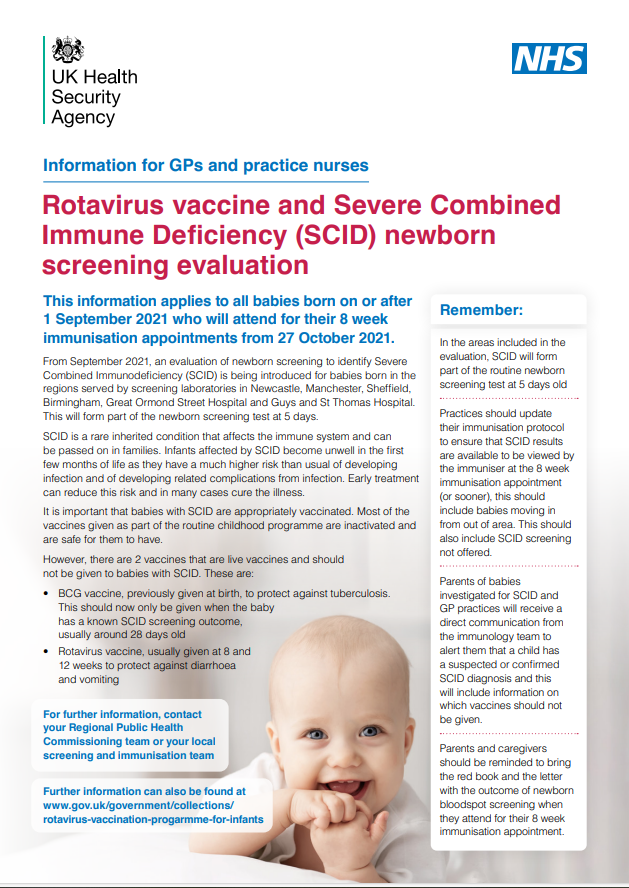 UK Health
Security
Agency
NHS
Information for GPs and practice nurses
Rotavirus vaccine and Severe Combined
Immune Deficiency (SCID) newborn
screening evaluation
This information applies to all babies born on or after
1 September 2021 who will attend for their 8 week
immunisation appointments from 27 October 2021.
From September 2021, an evaluation of newborn screening to identify Severe
Combined Immunodeficiency (SCID) is being introduced for babies born in the
regions served by screening laboratories in Newcastle, Manchester, Sheffield,
Birmingham, Great Ormond Street Hospital and Guys and St Thomas Hospital.
This will form part of the newborn screening test at 5 days.
SCID is a rare inherited condition that affects the immune system and can
be passed on in families. Infants affected by SCID become unwell in the first
few months of life as they have a much higher risk than usual of developing
infection and of developing related complications from infection. Early treatment
can reduce this risk and in many cases cure the illness.
It is important that babies with SCID are appropriately vaccinated. Most of the
vaccines given as part of the routine childhood programme are inactivated and
are safe for them to have.
However, there are 2 vaccines that are live vaccines and should
not be given to babies with SCID. These are:
• BCG vaccine, previously given at birth, to protect against tuberculosis.
This should now only be given when the baby
has a known SCID screening outcome,
usually around 28 days old
• Rotavirus vaccine, usually given at 8 and
12 weeks to protect against diarrhoea
and vomiting
For further information, contact
your Regional Public Health
Commissioning team or your local
screening and immunisation team
Further information can also be found at
www.gov.uk/government/collections/
rotavirus-vaccination-progarmme-for-infants
Remember:
In the areas included in the
evaluation, SCID will form
part of the routine newborn
screening test at 5 days old
Practices should update
their immunisation protocol
to ensure that SCID results
are available to be viewed by
the immuniser at the 8 week
immunisation appointment
(or sooner), this should
include babies moving in
from out of area. This should
also include SCID screening
not offered.
Parents of babies
investigated for SCID and
GP practices will receive a
direct communication from
the immunology team to
alert them that a child has
a suspected or confirmed
SCID diagnosis and this
will include information on
which vaccines should not
be given.
Parents and caregivers
should be reminded to bring
the red book and the letter
with the outcome of newborn
bloodspot screening when
they attend for their 8 week
immunisation appointment.